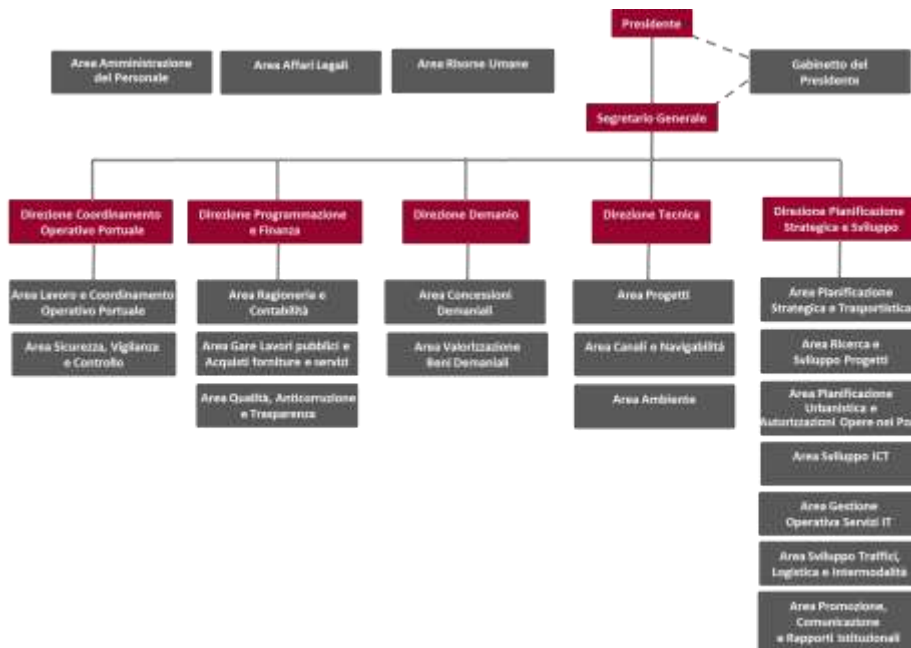 Presidente
Area Amministrazione
del Personale
Area Affari Legali
Area Risorse Umane
Gabinetto del
Presidente
Segretario Generale
Direzione Coordinamento
Operativo Portuale
Direzione Programmazione
e Finanza
Direzione Demanio
Direzione Tecnica
Direzione Pianificazione
Strategica e Sviluppo
Area Lavoro e Coordinamento
Operativo Portuale
Area Sicurezza, Vigilanza
e Controllo
Area Ragioneria e
Contabilità
Area Gare Lavori pubblici e
Acquisti forniture e servizi
Area Qualità, Anticorruzione
e Trasparenza
Area Concessioni
Demaniali
Area Valorizzazione
Beni Demaniali
Area Progetti
Area Canali e Navigabilità
Area Ambiente
Area Pianificazione
Strategica e Trasportistica
Area Ricerca e
Sviluppo Progetti
Area Pianificazione
Urbanistica e
Autorizzazioni Opere nei Po
Area Sviluppo ICT
Area Gestione
Operativa Servizi IT
Area Sviluppo Traffici,
Logistica e Intermodalità
Area Promozione,
Comunicazione
e Rapporti Istituzionali